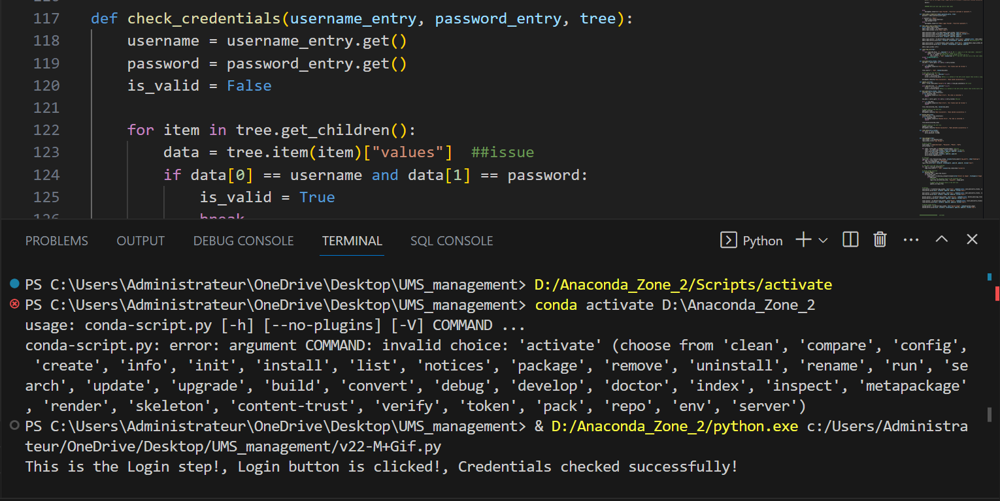 117 def check_credentials(username_entry, password_entry, tree):
118 username = username_entry.get()
119 password = password_entry.get()
120 is_valid = False
121
122 for item in tree.get_children():
123 data = tree.item(item)["values"] ##issue
124 if data[0] == username and data[1] == password:
125 is_valid = True
126 break
PROBLEMS OUTPUT DEBUG CONSOLE TERMINAL SQL CONSOLE Python
PS C:\Users\Administrateur\OneDrive\Desktop\UMS_management> D:/Anaconda_Zone_2/Scripts/activate
PS C:\Users\Administrateur\OneDrive\Desktop\UMS_management> conda activate D:\Anaconda_Zone_2
usage: conda-script.py [-h] [--no-plugins] [-V] COMMAND ...
conda-script.py: error: argument COMMAND: invalid choice: 'activate' (choose from 'clean', 'compare', 'config',
'create', 'info', 'init', 'install', 'list', 'notices', 'package', 'remove', 'uninstall', 'rename', 'run', 'se
arch', 'update', 'upgrade', 'build', 'convert', 'debug', 'develop', 'doctor', 'index', 'inspect', 'metapackage'
, 'render', 'skeleton', 'content-trust', 'verify', 'token', 'pack', 'repo', 'env', 'server')
PS C:\Users\Administrateur\OneDrive\Desktop\UMS_management> & D:/Anaconda_Zone_2/python.exe c:/Users/Administra
teur/OneDrive/Desktop/UMS_management/v22-M+Gif.py
This is the Login step!, Login button is clicked!, Credentials checked successfully!